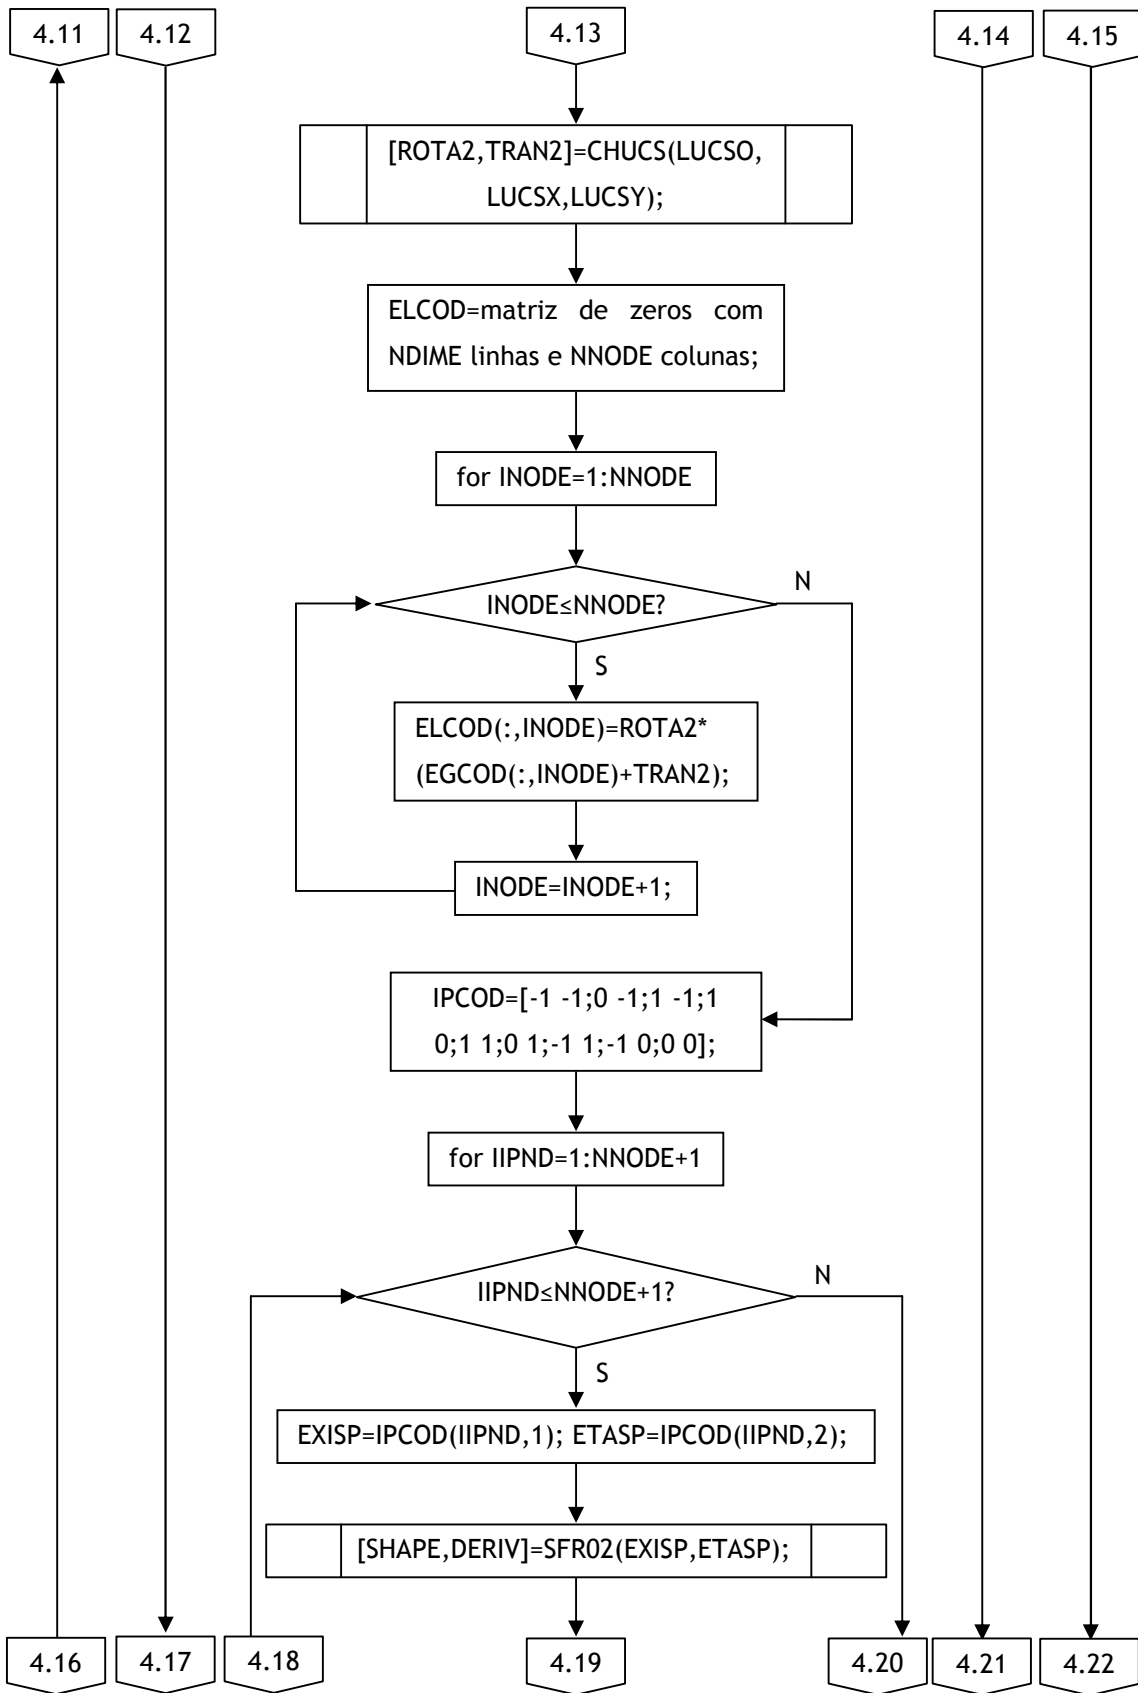 4.11
4.12
4.13
4.14
4.15
[ROTA2,TRAN2]=CHUCS(LUCSO,
LUCSX,LUCSY);
ELCOD=matriz de zeros com
NDIME linhas e NNODE colunas;
for INODE=1:NNODE
INODE≤NNODE?
N
S
ELCOD(:,INODE)=ROTA2*
(EGCOD(:,INODE)+TRAN2);
INODE=INODE+1;
IPCOD=[-1 -1;0 -1;1 -1;1
0;1 1;0 1;-1 1;-1 0;0 0];
for IIPND=1:NNODE+1
IIPND≤NNODE+1?
N
S
EXISP=IPCOD(IIPND,1); ETASP=IPCOD(IIPND,2);
[SHAPE,DERIV]=SFR02(EXISP,ETASP);
4.16
4.17
4.18
4.19
4.20
4.21
4.22